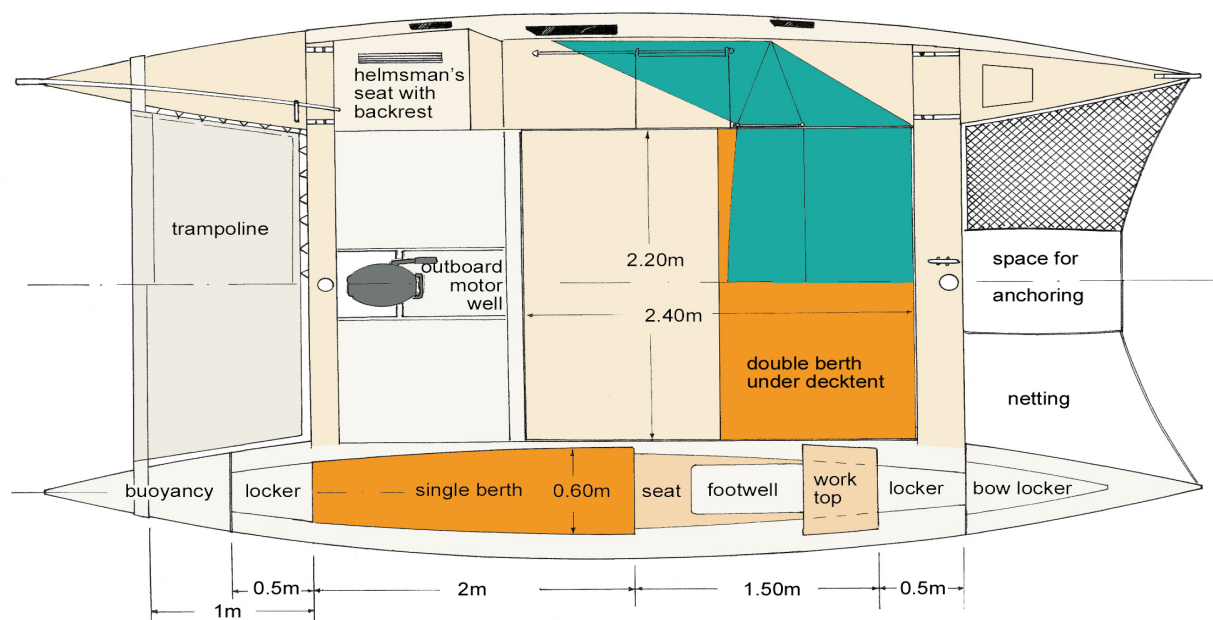 helmsman's
seat with
backrest
trampoline
outboard
motor
well
2.20m
2.40m
space for
anchoring
double berth
under decktent
netting
buoyancy
locker
single berth
0.60m
seat
footwell
work
top
locker
bow locker
0.5m
2m
1.50m
0.5m
1m